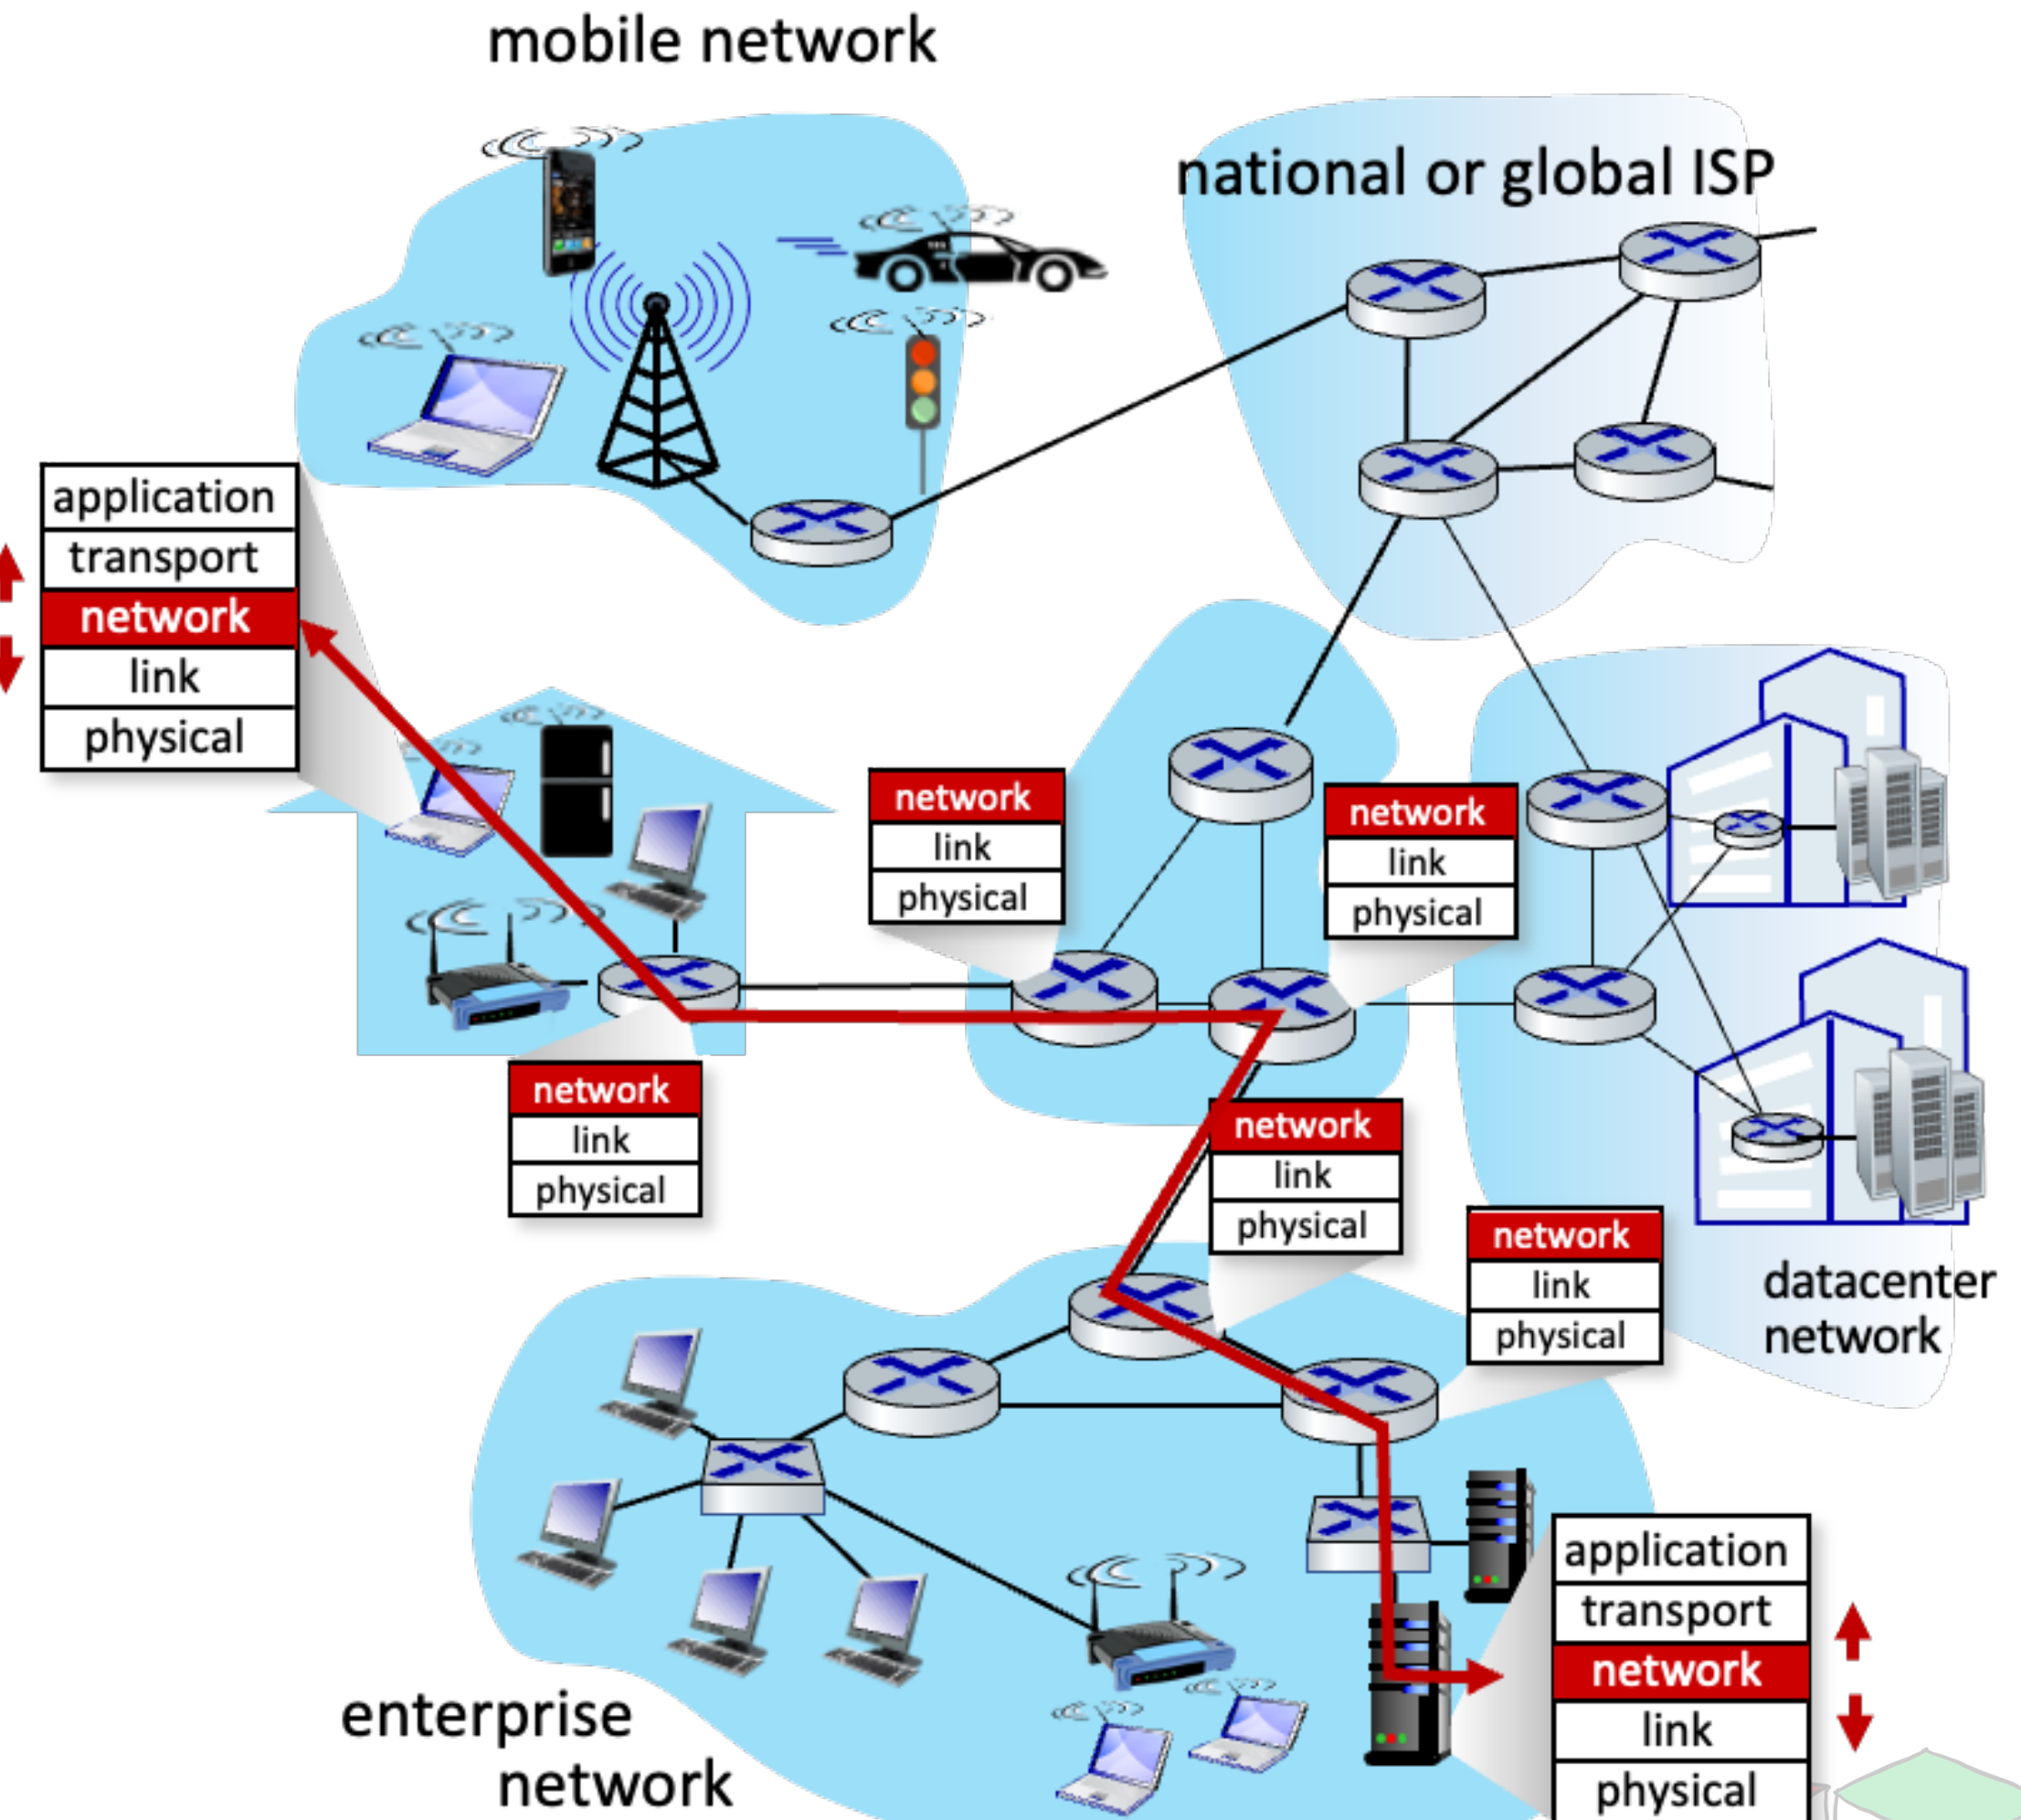 mobile network
national or global ISP
application
transport
network
link
physical
network
link
physical
network
link
physical
network
link
physical
network
link
physical
network
link
physical
datacenter
network
enterprise
network
application
transport
network
link
physical